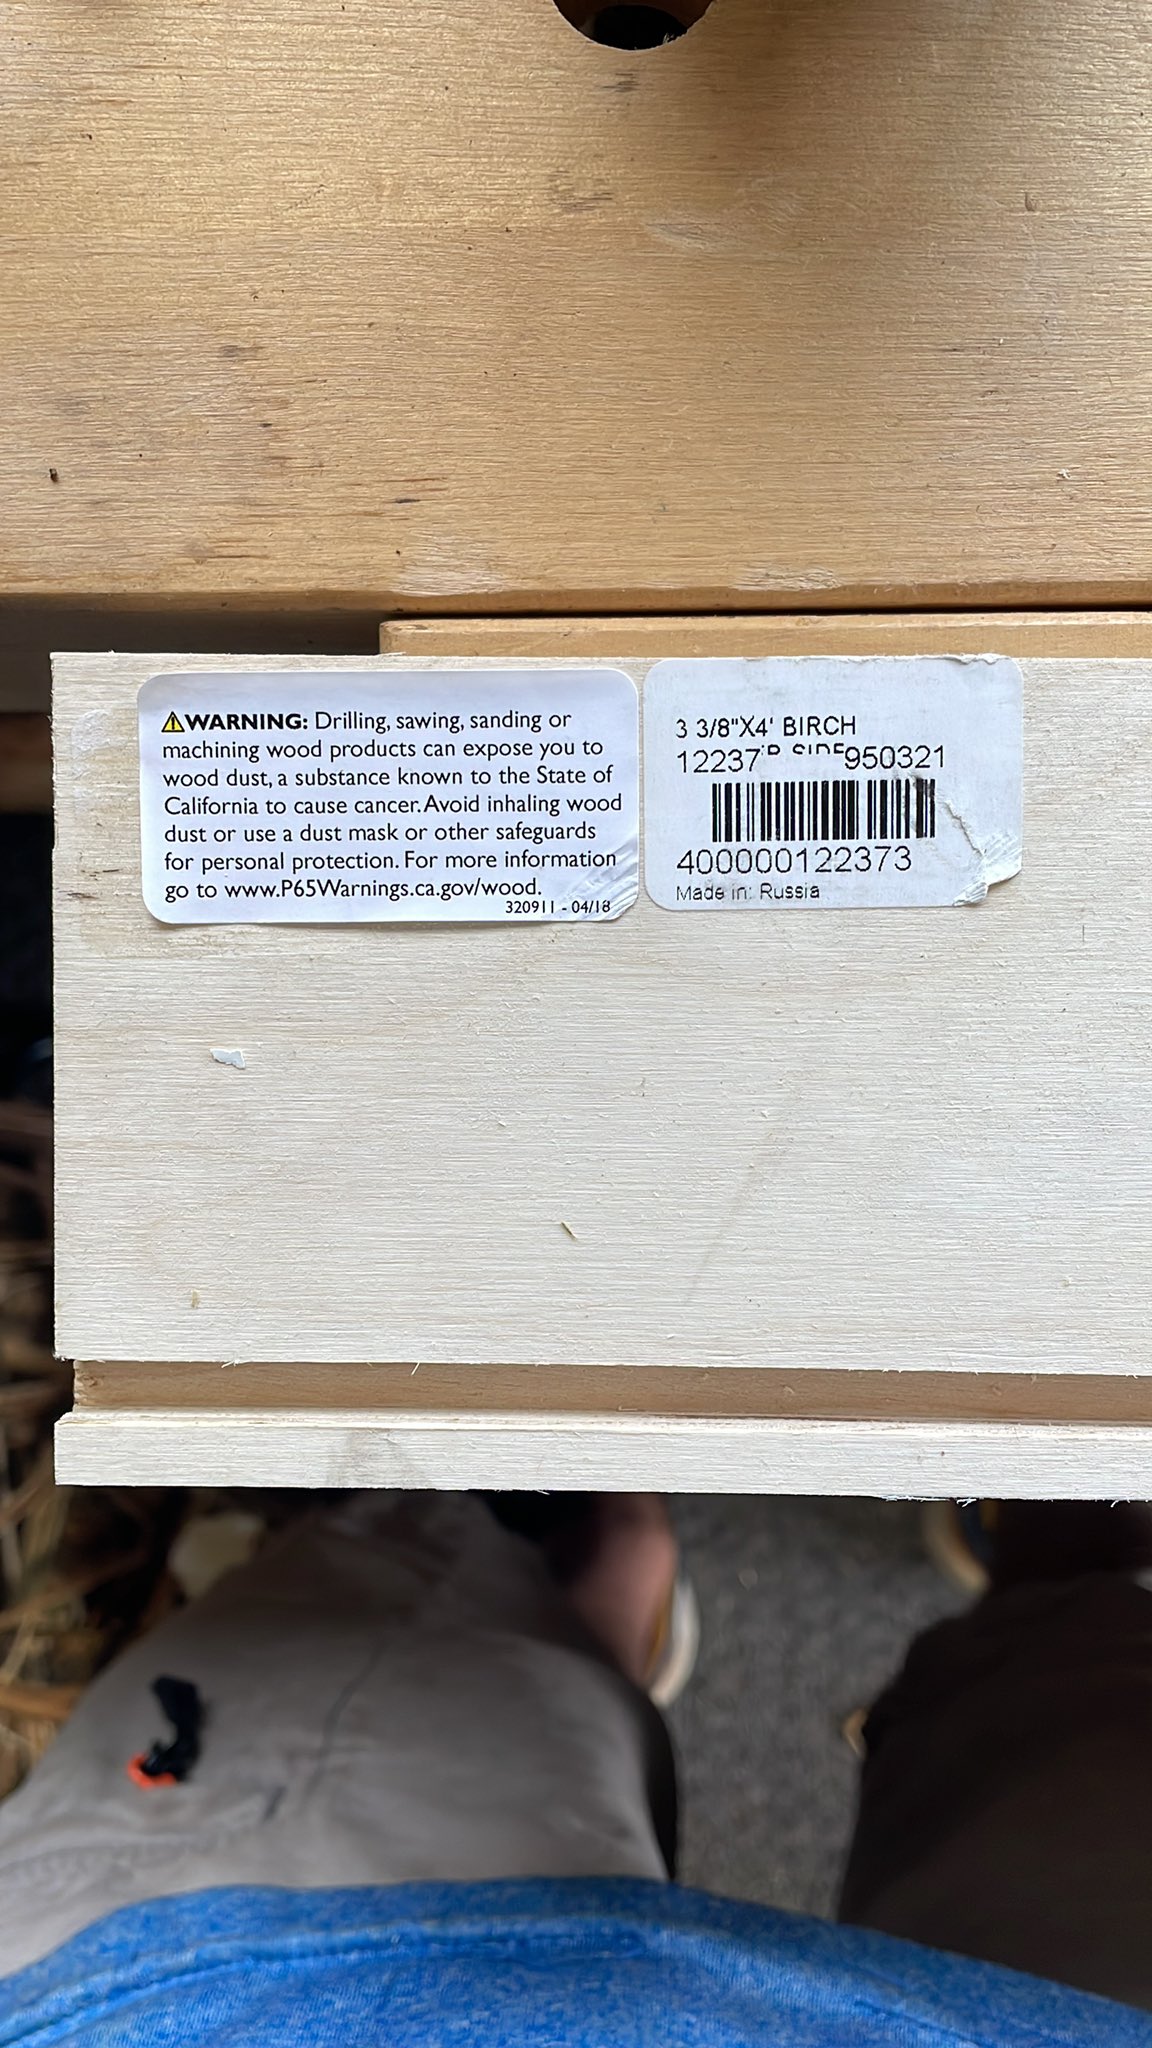 ⚠WARNING: Drilling, sawing, sanding or
machining wood products can expose you to
wood dust, a substance known to the State of
California to cause cancer. Avoid inhaling wood
dust or use a dust mask or other safeguards
for personal protection. For more information
go to www.P65Warnings.ca.gov/wood.
320911 - 04/18
3 3/8"X4' BIRCH
12237 950321
400000122373
Made in: Russia